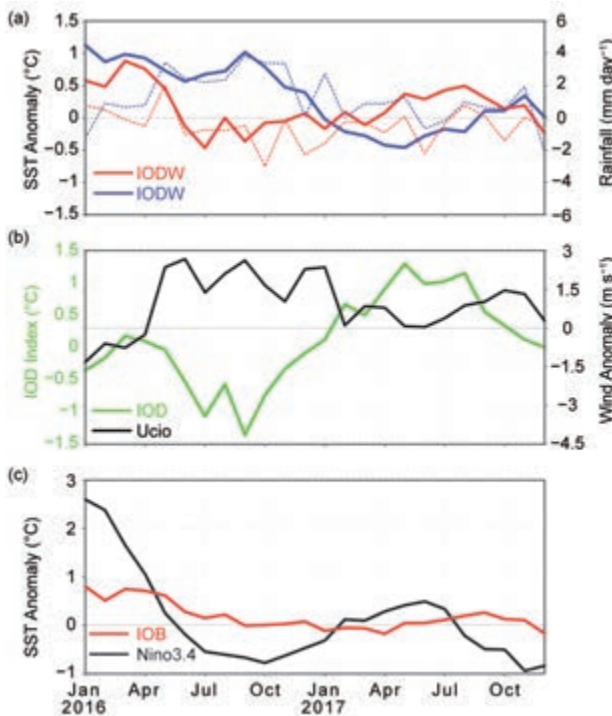 (a)
1.5
1
0.5
0
−0.5
−1
−1.5
SST Anomaly (°C)
6
4
2
0
−2
−4
−6
Rainfall (mm day⁻¹)
IODW
IODW
(b)
1.5
1
0.5
0
−0.5
−1
−1.5
IOD Index (°C)
3
1.5
0
−1.5
−3
−4.5
Wind Anomaly (m s⁻¹)
IOD
Ucio
(c)
3
2
1
0
−1
SST Anomaly (°C)
IOB
Nino3.4
Jan Apr Jul Oct Jan Apr Jul Oct
2016 2017